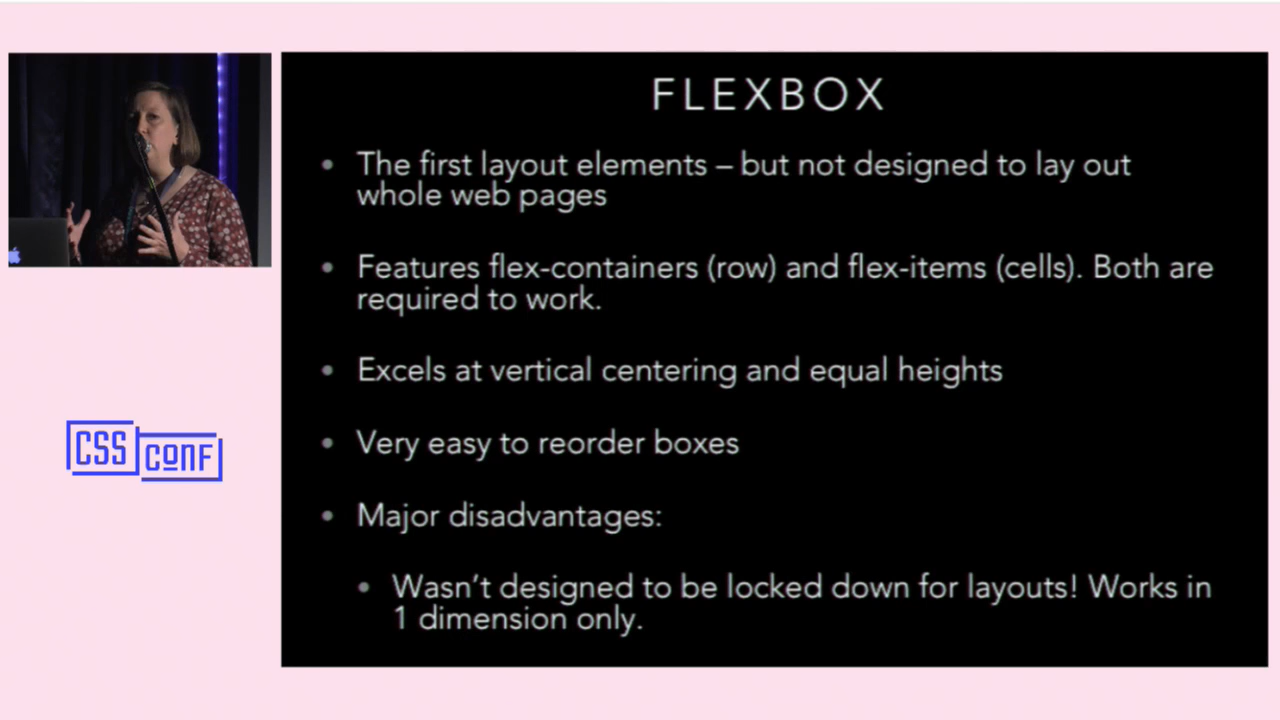 FLEXBOX
• The first layout elements – but not designed to lay out
whole web pages
• Features flex-containers (row) and flex-items (cells). Both are
required to work.
• Excels at vertical centering and equal heights
• Very easy to reorder boxes
• Major disadvantages:
• Wasn’t designed to be locked down for layouts! Works in
1 dimension only.
CSS
CONF